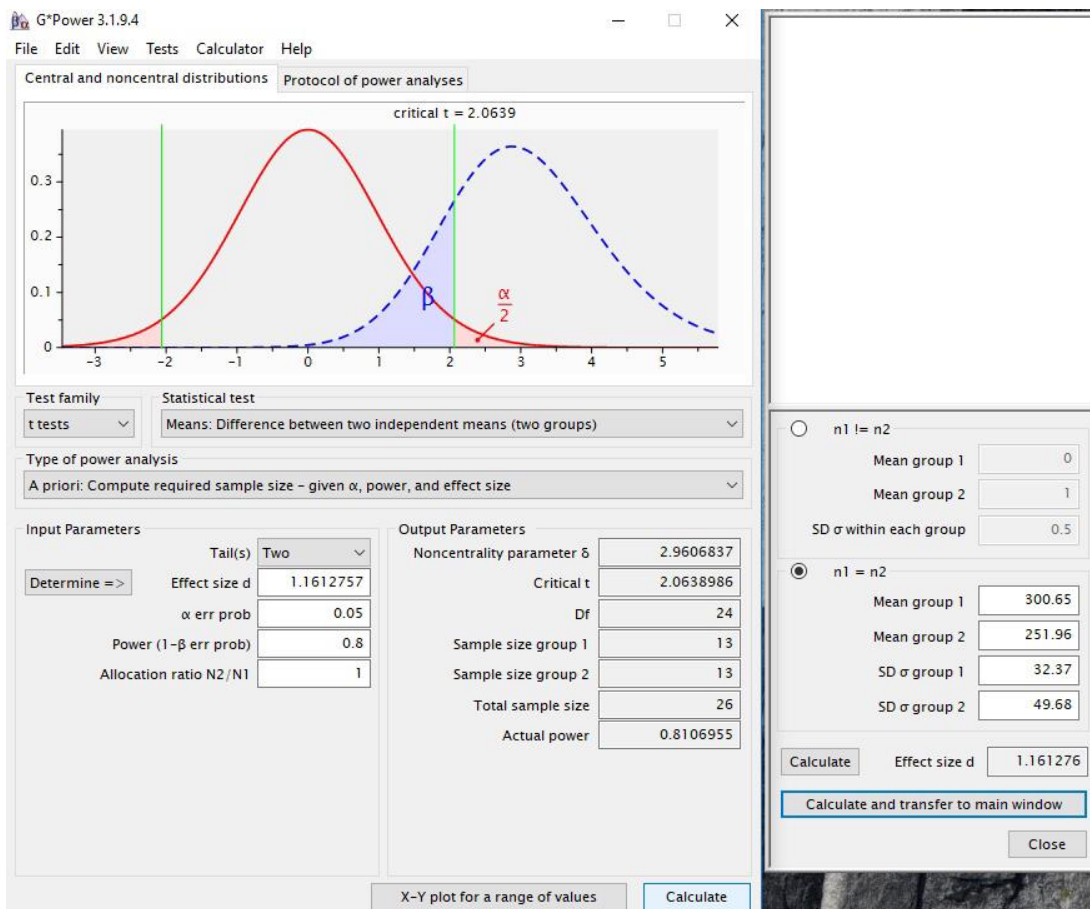 G*Power 3.1.9.4
File Edit View Tests Calculator Help
Central and noncentral distributions Protocol of power analyses
critical t = 2.0639
0.3
0.2
0.1
0
β
α
2
-3 -2 -1 0 1 2 3 4 5
Test family Statistical test
t tests Means: Difference between two independent means (two groups)
Type of power analysis
A priori: Compute required sample size - given α, power, and effect size
Input Parameters
Tail(s) Two
Determine => Effect size d 1.1612757
α err prob 0.05
Power (1-β err prob) 0.8
Allocation ratio N2/N1 1
Output Parameters
Noncentrality parameter δ 2.9606837
Critical t 2.0638986
Df 24
Sample size group 1 13
Sample size group 2 13
Total sample size 26
Actual power 0.8106955
X-Y plot for a range of values Calculate
n1 != n2
Mean group 1 0
Mean group 2 1
SD σ within each group 0.5
n1 = n2
Mean group 1 300.65
Mean group 2 251.96
SD σ group 1 32.37
SD σ group 2 49.68
Calculate Effect size d 1.161276
Calculate and transfer to main window
Close